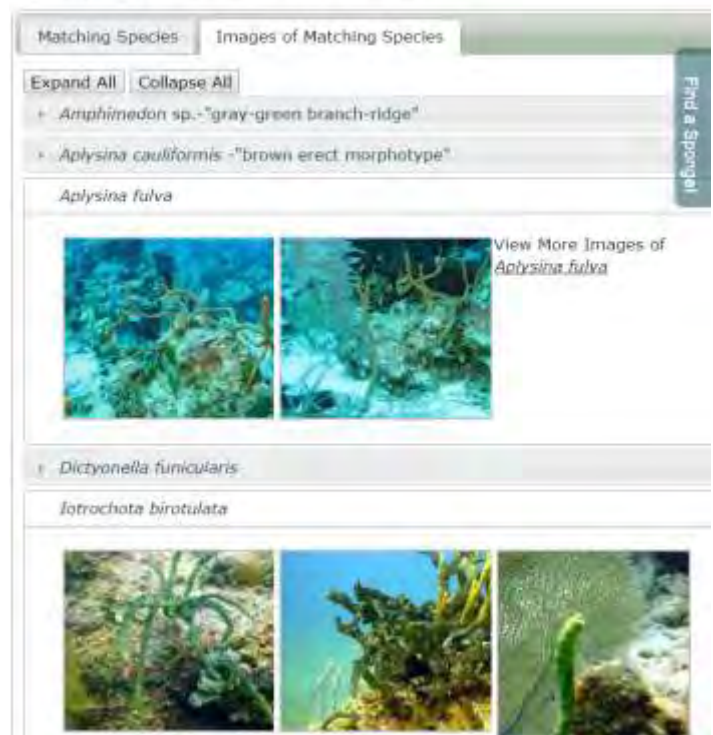 Matching Species
Images of Matching Species
Expand All
Collapse All
Amphimedon sp.-"gray-green branch-ridge"
Aplysina cauliformis -"brown erect morphotype"
Aplysina fulva
View More Images of
Aplysina fulva
Dictyonella funicularis
Iotrochota birotulata
Find a Sponge!